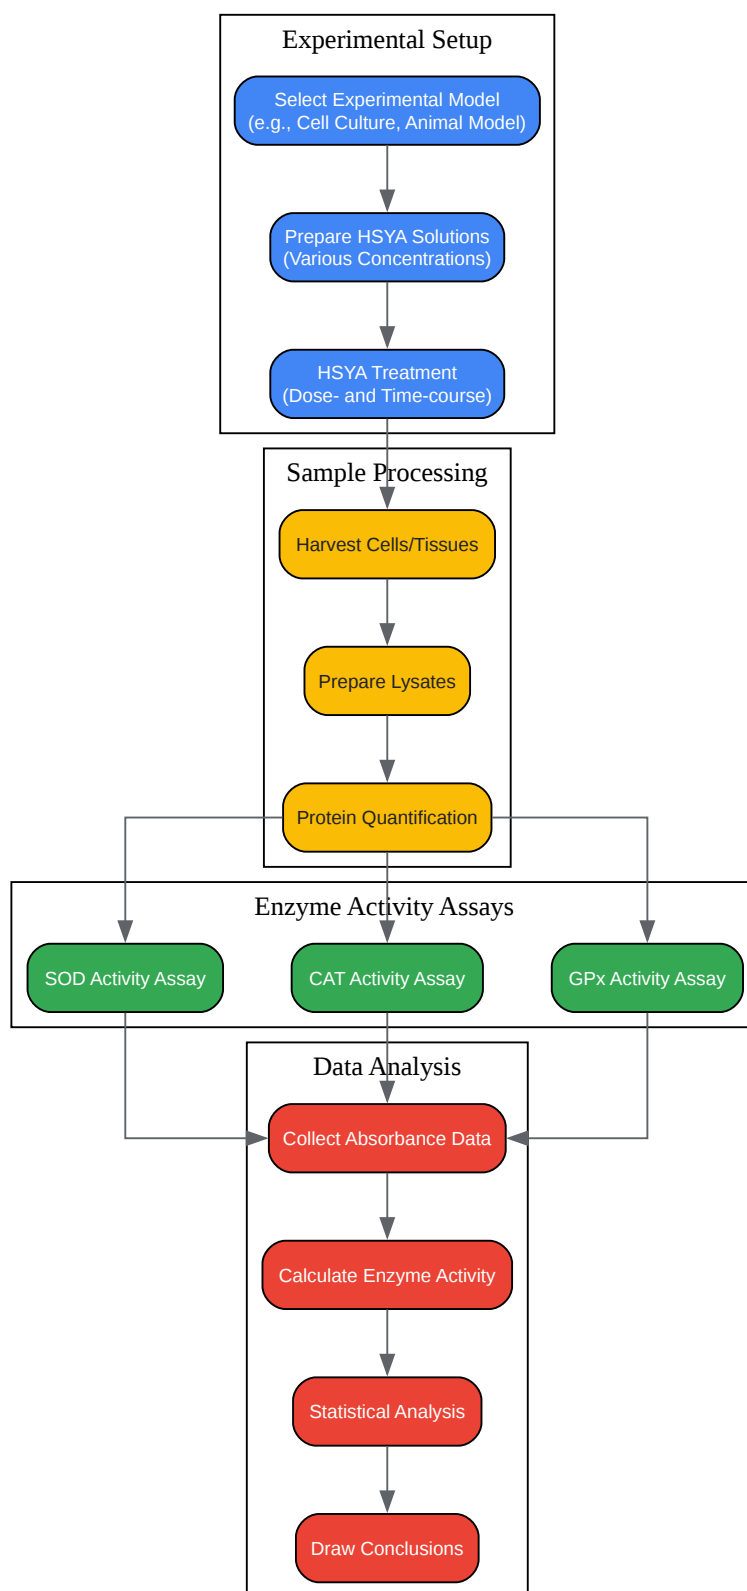 Experimental Setup
Select Experimental Model
(e.g., Cell Culture, Animal Model)
Prepare HSYA Solutions
(Various Concentrations)
HSYA Treatment
(Dose- and Time-course)
Sample Processing
Harvest Cells/Tissues
Prepare Lysates
Protein Quantification
Enzyme Activity Assays
SOD Activity Assay
CAT Activity Assay
GPx Activity Assay
Data Analysis
Collect Absorbance Data
Calculate Enzyme Activity
Statistical Analysis
Draw Conclusions